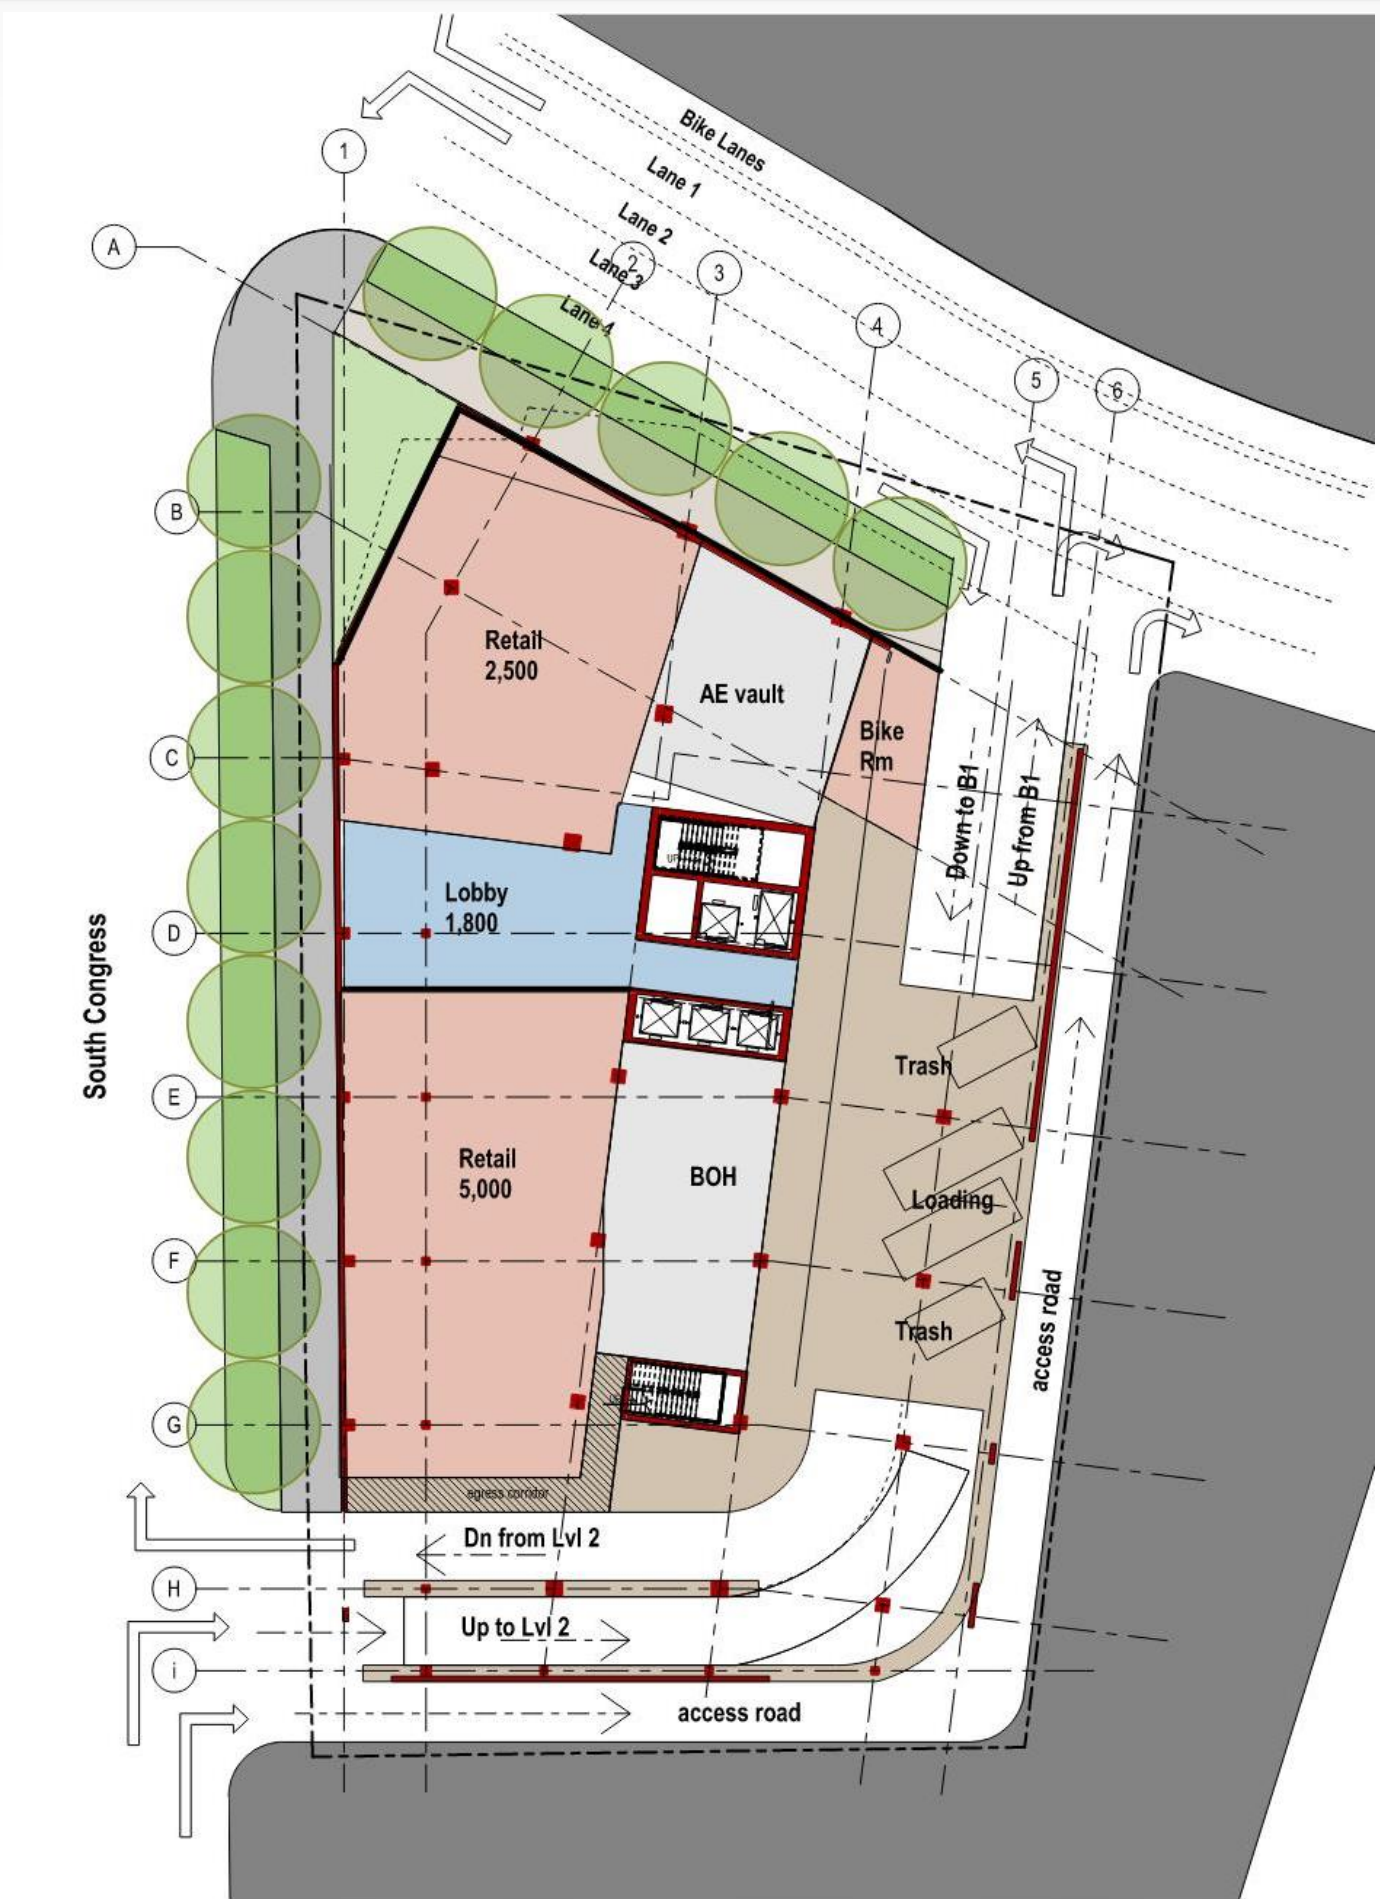 Bike Lanes
Lane 1
Lane 2
Lane 3
Lane 4
1
2
3
4
5
6
A
B
C
D
E
F
G
H
i
Retail
2,500
AE vault
Bike
Rm
Down to B1
Up from B1
Lobby
1,800
UP
South Congress
Trash
Retail
5,000
BOH
Loading
Trash
access road
egress corridor
Dn from Lvl 2
Up to Lvl 2
access road